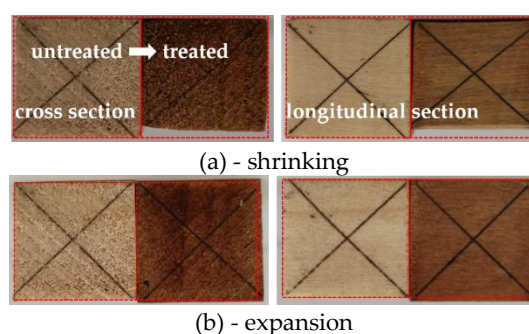 untreated treated
cross section
longitudinal section
(a) - shrinking
(b) - expansion